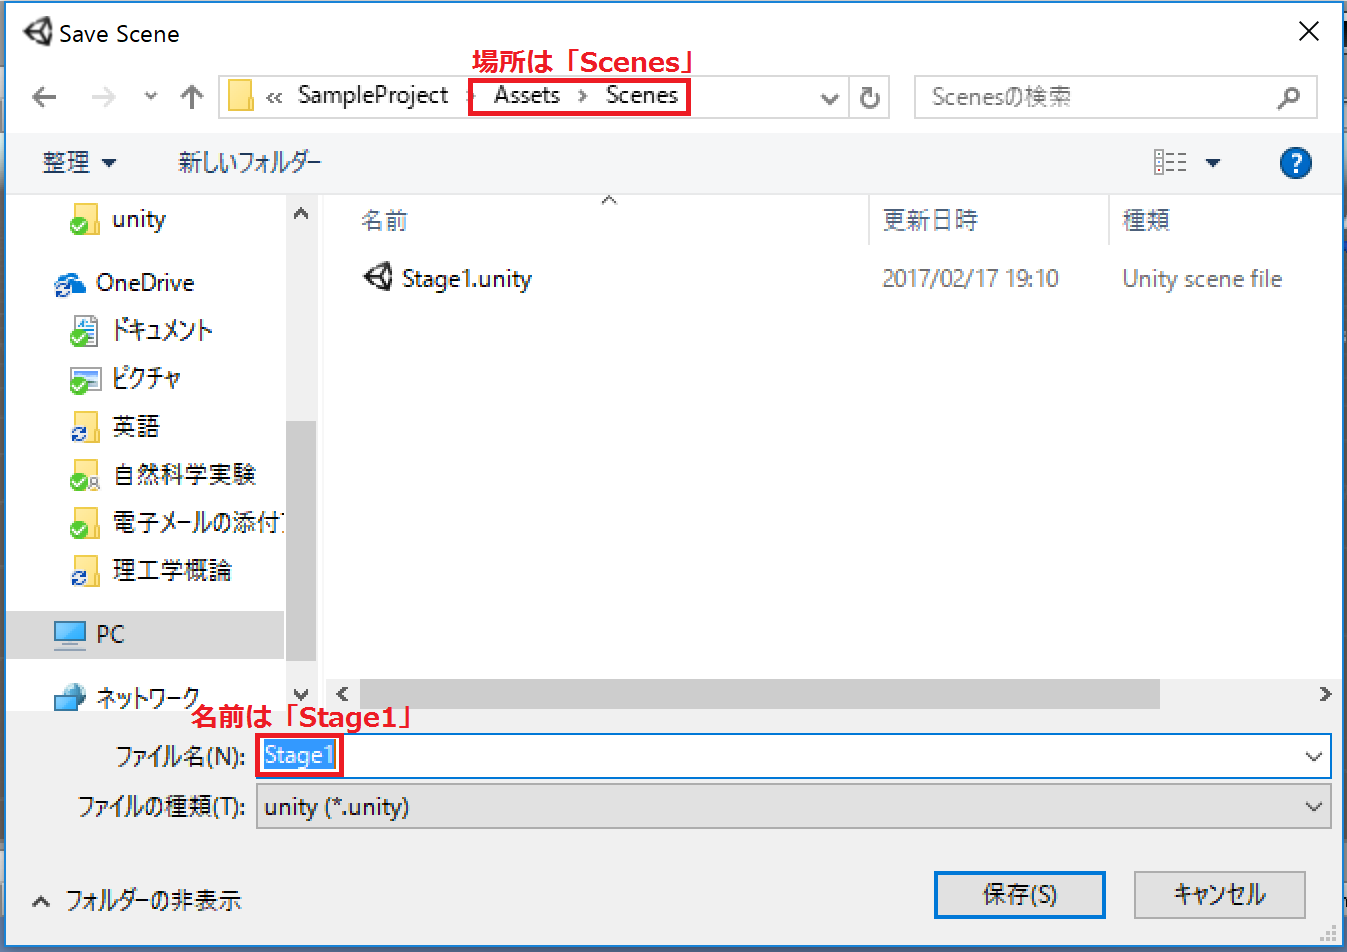 Save Scene
場所は「Scenes」
« SampleProject › Assets › Scenes
Scenesの検索
整理
新しいフォルダー
unity
OneDrive
ドキュメント
ピクチャ
英語
自然科学実験
電子メールの添付
理工学概論
PC
ネットワーク
名前 更新日時 種類
Stage1.unity 2017/02/17 19:10 Unity scene file
名前は「Stage1」
ファイル名(N): Stage1
ファイルの種類(T): unity (*.unity)
フォルダーの非表示
保存(S)
キャンセル